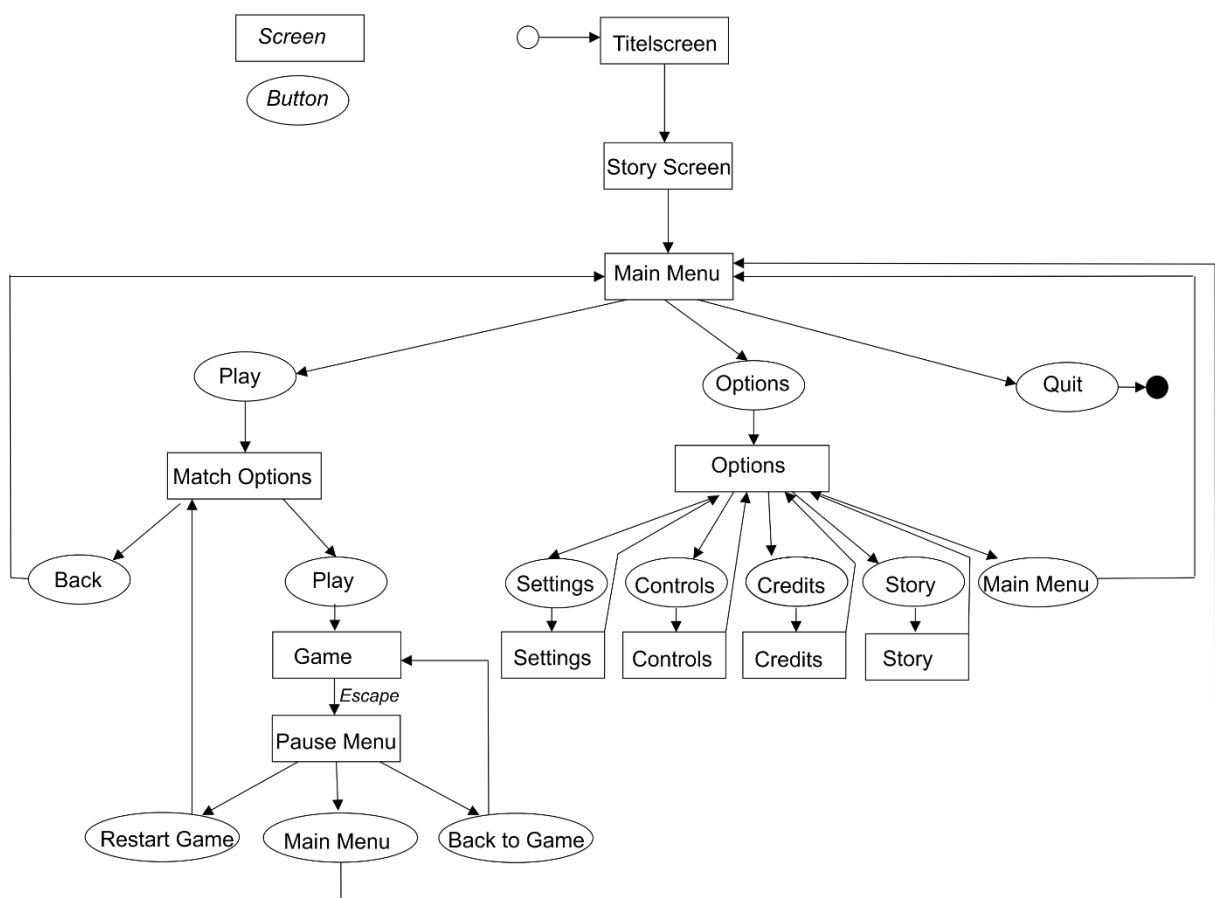 Screen
Titelscreen
Button
Story Screen
Main Menu
Play
Options
Quit
Match Options
Options
Back
Play
Settings
Controls
Credits
Story
Main Menu
Game
Settings
Controls
Credits
Story
Escape
Pause Menu
Restart Game
Main Menu
Back to Game